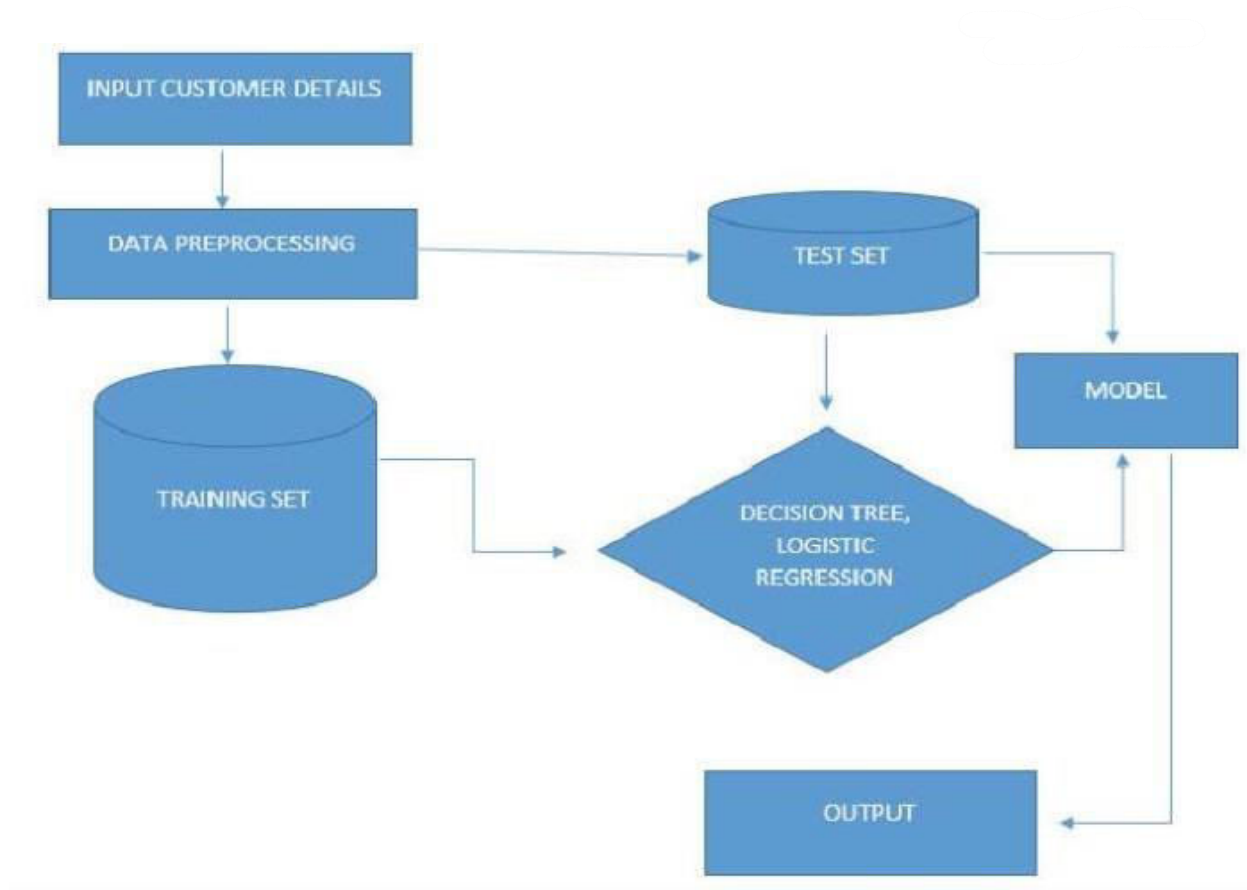 INPUT CUSTOMER DETAILS
DATA PREPROCESSING
TEST SET
MODEL
TRAINING SET
DECISION TREE,
LOGISTIC
REGRESSION
OUTPUT